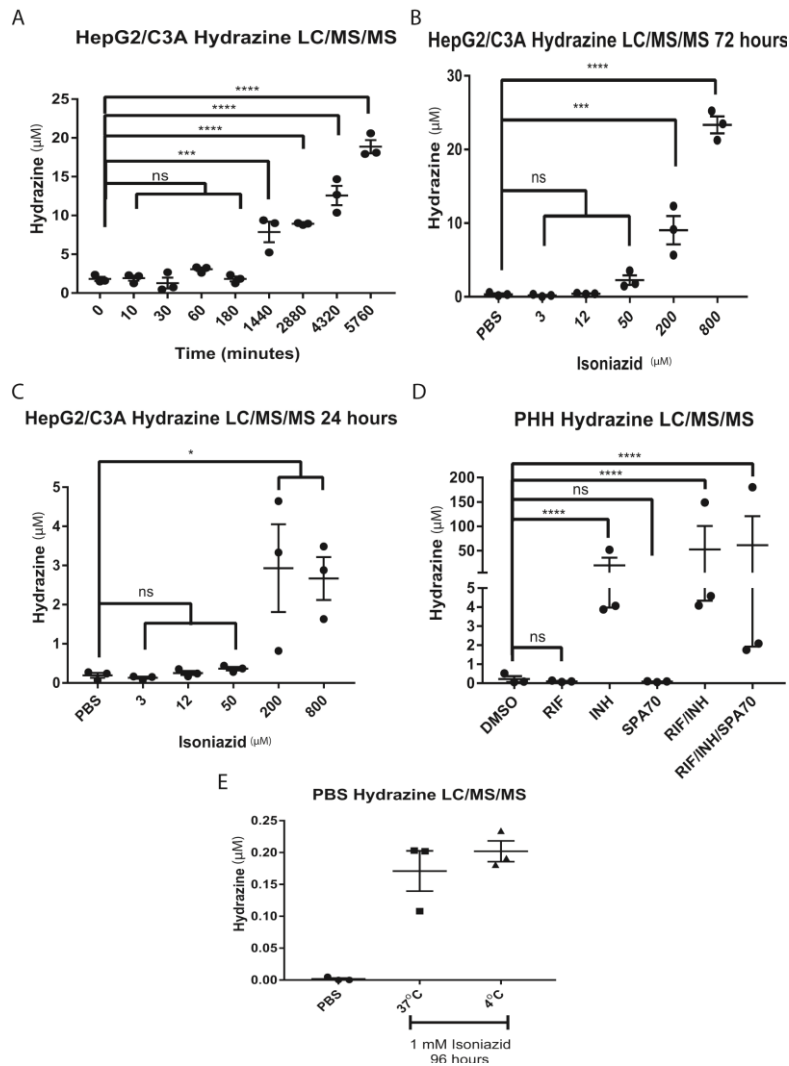 A
HepG2/C3A Hydrazine LC/MS/MS
****
****
****
***
ns
Hydrazine (µM)
25
20
15
10
5
0
0
10
30
60
180
1440
2880
4320
5760
Time (minutes)
B
HepG2/C3A Hydrazine LC/MS/MS 72 hours
****
***
ns
Hydrazine (µM)
30
20
10
0
PBS
3
12
50
200
800
Isoniazid (µM)
C
HepG2/C3A Hydrazine LC/MS/MS 24 hours
*
ns
Hydrazine (µM)
5
4
3
2
1
0
PBS
3
12
50
200
800
Isoniazid (µM)
D
PHH Hydrazine LC/MS/MS
****
****
ns
****
ns
Hydrazine (µM)
200
150
100
50
5
4
3
2
1
0
DMSO
RIF
INH
SPA70
RIF/INH
RIF/INH/SPA70
E
PBS Hydrazine LC/MS/MS
Hydrazine (µM)
0.25
0.20
0.15
0.10
0.05
0.00
PBS
37°C
4°C
1 mM Isoniazid
96 hours